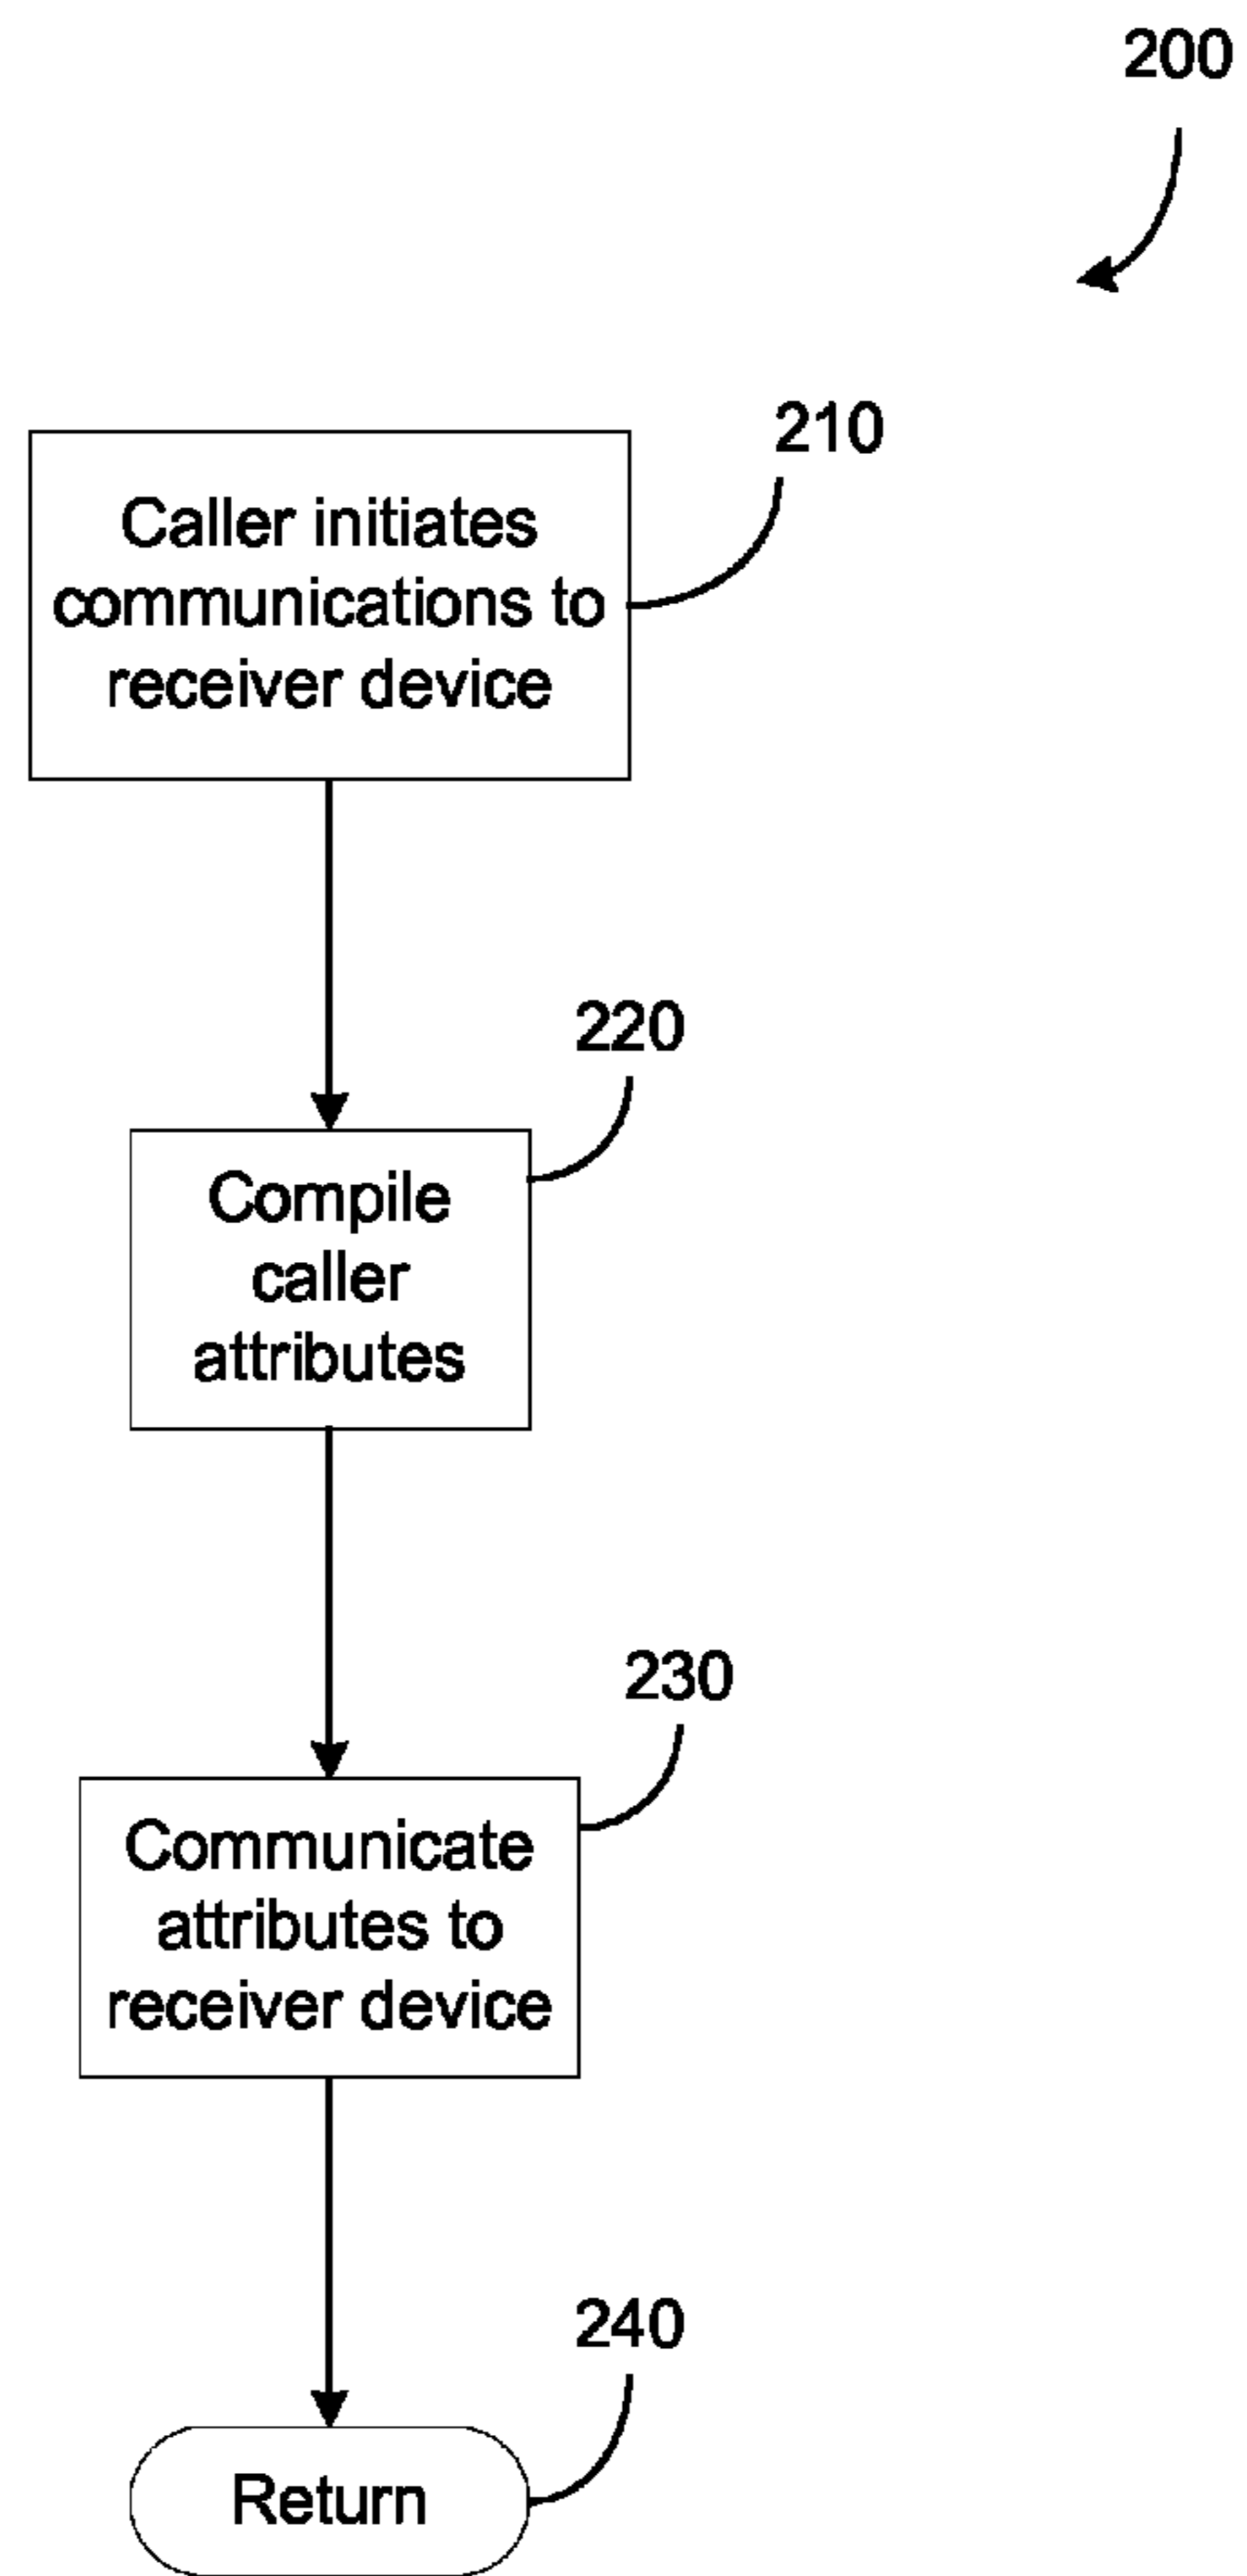 200
210
Caller initiates
communications to
receiver device
220
Compile
caller
attributes
230
Communicate
attributes to
receiver device
240
Return